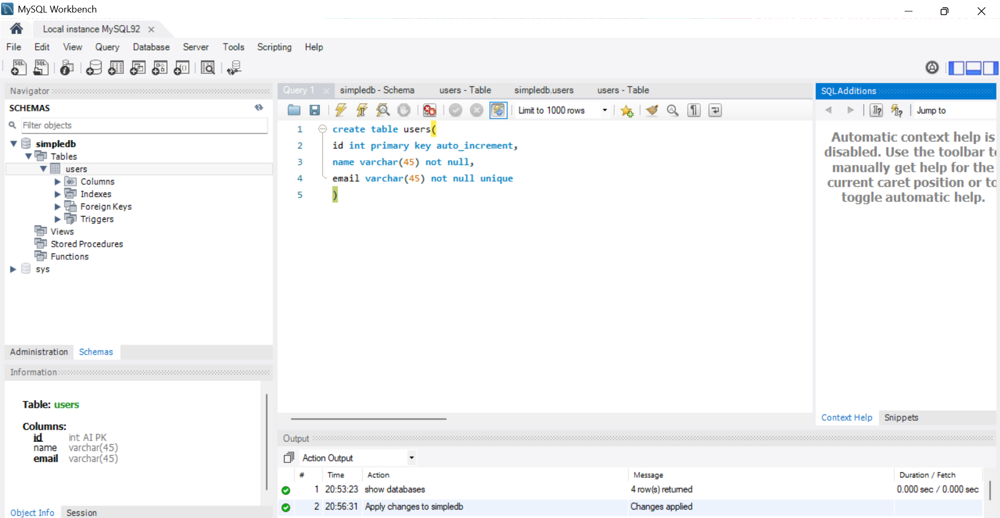 MySQL Workbench
Local instance MySQL92
File Edit View Query Database Server Tools Scripting Help
Navigator
SCHEMAS
Filter objects
simpledb
Tables
users
Columns
Indexes
Foreign Keys
Triggers
Views
Stored Procedures
Functions
sys
Administration Schemas
Information
Table: users
Columns:
id int AI PK
name varchar(45)
email varchar(45)
Object Info Session
Query 1 simpledb - Schema users - Table simpledb.users users - Table
Limit to 1000 rows
1 create table users(
2 id int primary key auto_increment,
3 name varchar(45) not null,
4 email varchar(45) not null unique
5 )
Output
Action Output
# Time Action Message Duration / Fetch
1 20:53:23 show databases 4 row(s) returned 0.000 sec / 0.000 sec
2 20:56:31 Apply changes to simpledb Changes applied
SQLAdditions
Jump to
Automatic context help is
disabled. Use the toolbar to
manually get help for the
current caret position or to
toggle automatic help.
Context Help Snippets